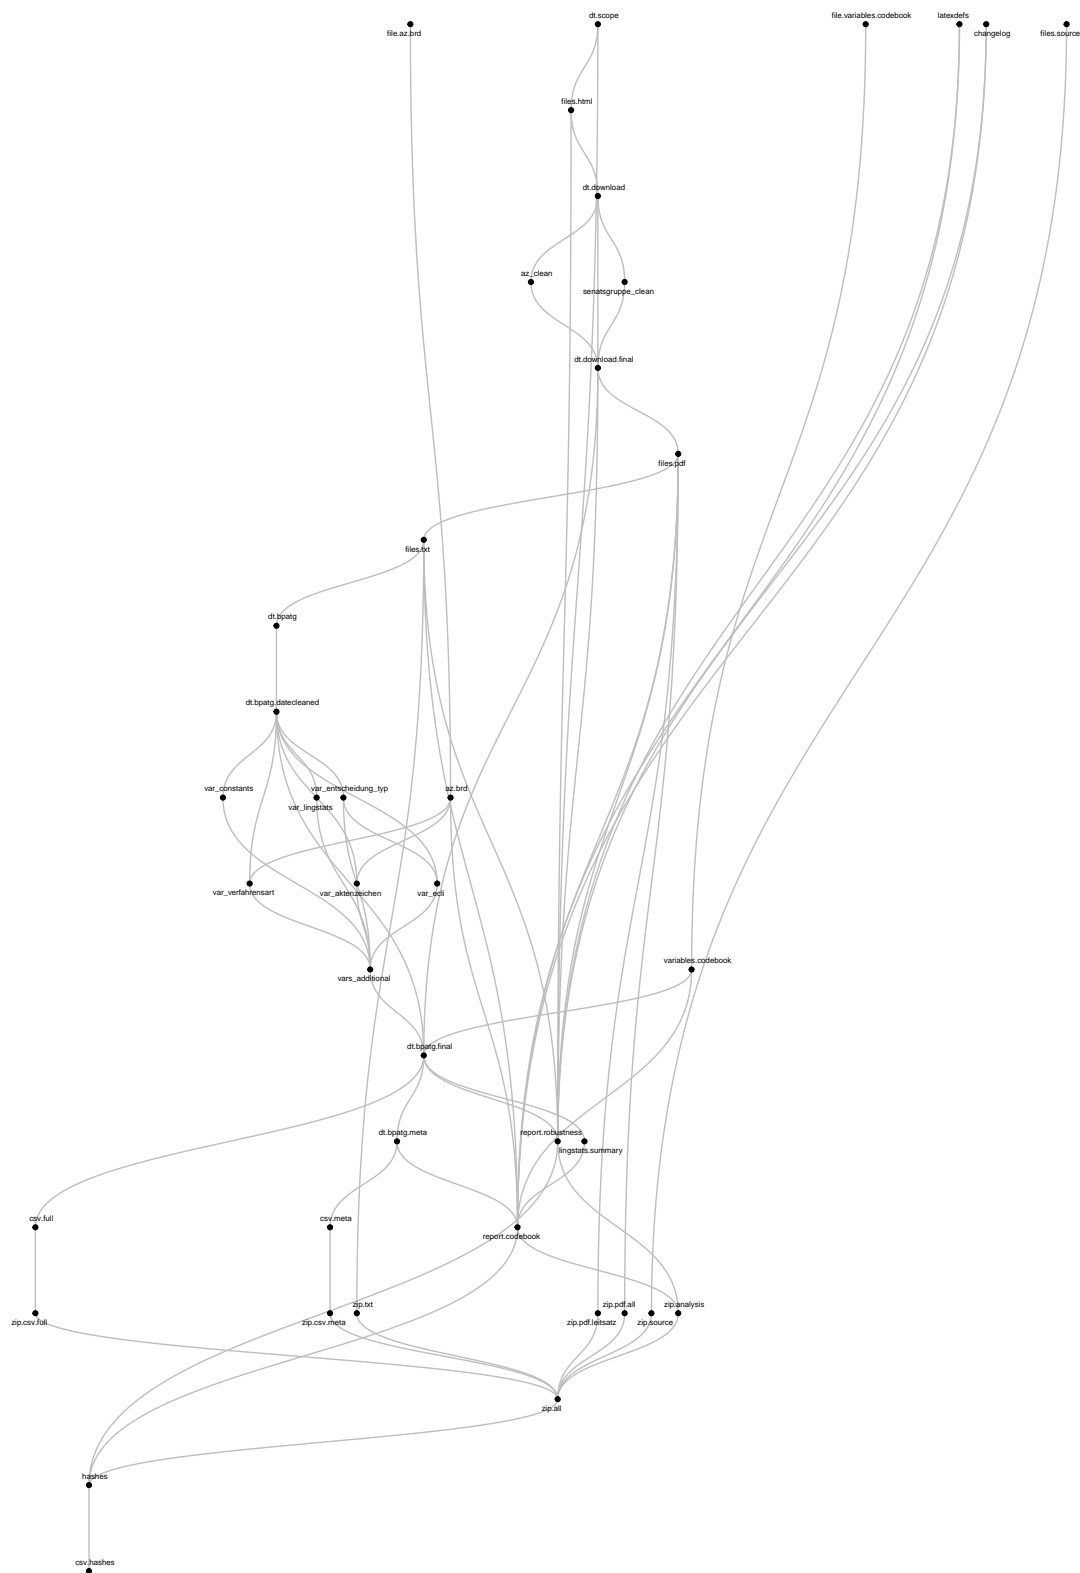 dt.scope
file.variables.codebook
latexdefs
file.az.brd
changelog
files.source
files.html
dt.download
az_clean
senatsgruppe_clean
dt.download.final
files.pdf
files.txt
dt.bpatg
dt.bpatg.datecleaned
var_constants
var_entscheidung_typ
az.brd
var_lingstats
var_verfahrensart
var_aktenzeichen
var_ecli
variables.codebook
vars_additional
dt.bpatg.final
dt.bpatg.meta
report.robustness
lingstats.summary
csv.full
csv.meta
report.codebook
zip.txt
zip.pdf.all
zip.analysis
zip.csv.full
zip.csv.meta
zip.pdf.leitsatz
zip.source
zip.all
hashes
csv.hashes